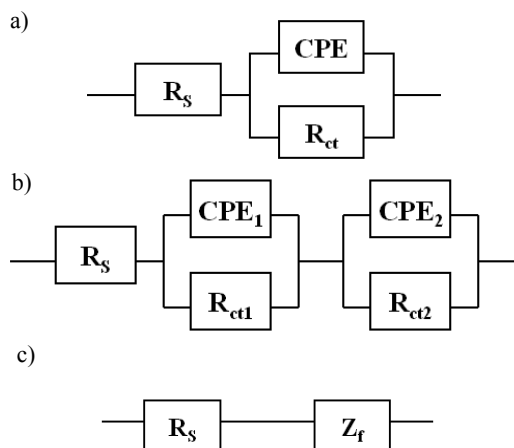 a)
CPE
R_s
R_ct
b)
CPE_1 CPE_2
R_s
R_ct1 R_ct2
c)
R_s Z_f